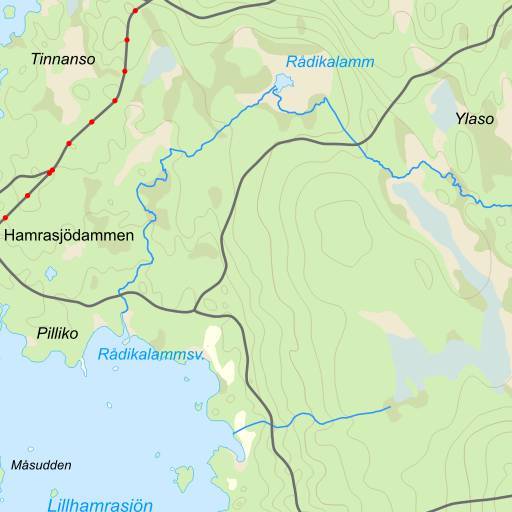 Tinnanso
Rådikalamm
Ylaso
Hamrasjödammen
Pilliko
Rådikalammsv.
Måsudden
Lillhamrasjön